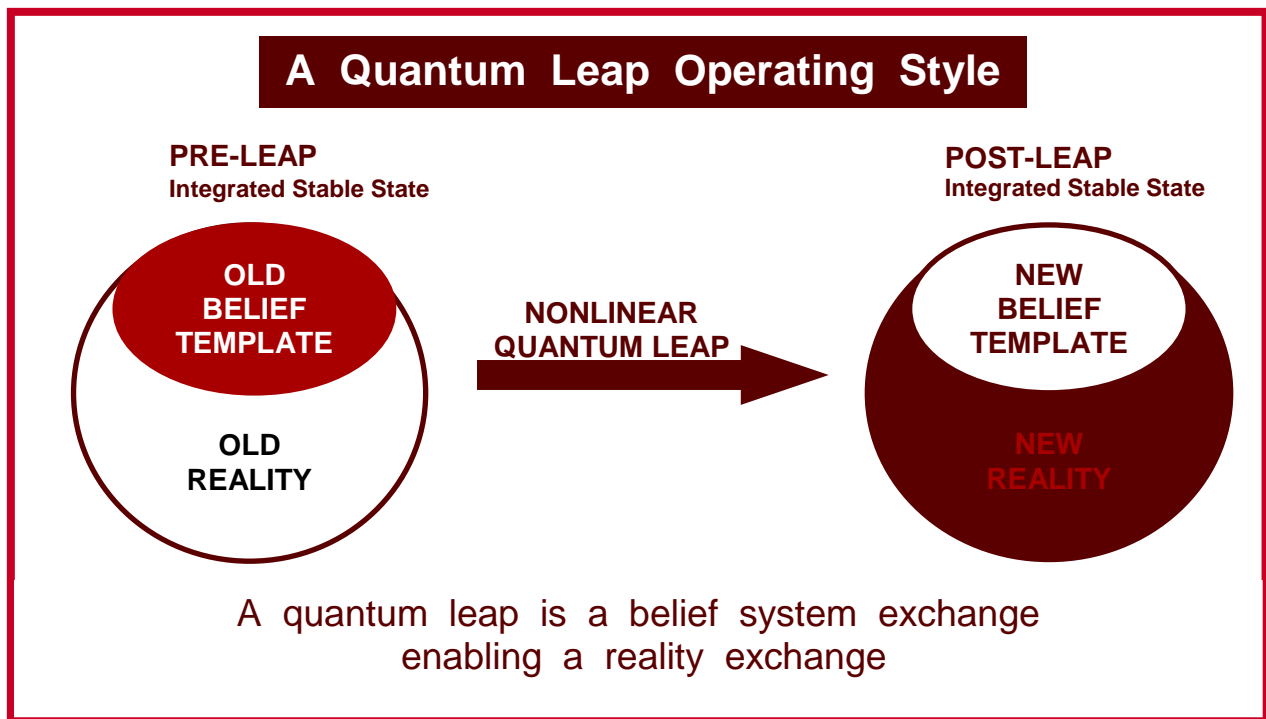 A Quantum Leap Operating Style
PRE-LEAP
Integrated Stable State
OLD
BELIEF
TEMPLATE
OLD
REALITY
NONLINEAR
QUANTUM LEAP
POST-LEAP
Integrated Stable State
NEW
BELIEF
TEMPLATE
NEW
REALITY
A quantum leap is a belief system exchange
enabling a reality exchange